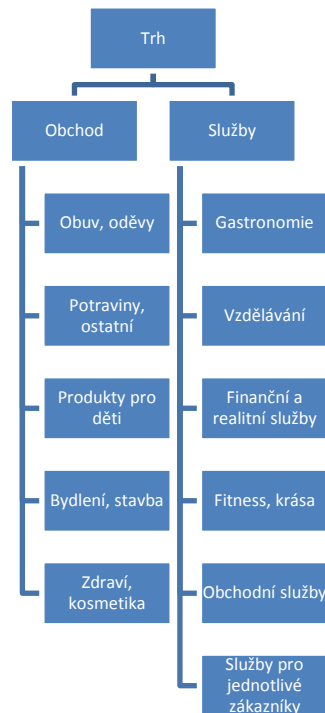 Trh
Obchod
Služby
Obuv, oděvy
Potraviny,
ostatní
Produkty pro
děti
Bydlení, stavba
Zdraví,
kosmetika
Gastronomie
Vzdělávání
Finanční a
realitní služby
Fitness, krása
Obchodní služby
Služby pro
jednotlivé
zákazníky